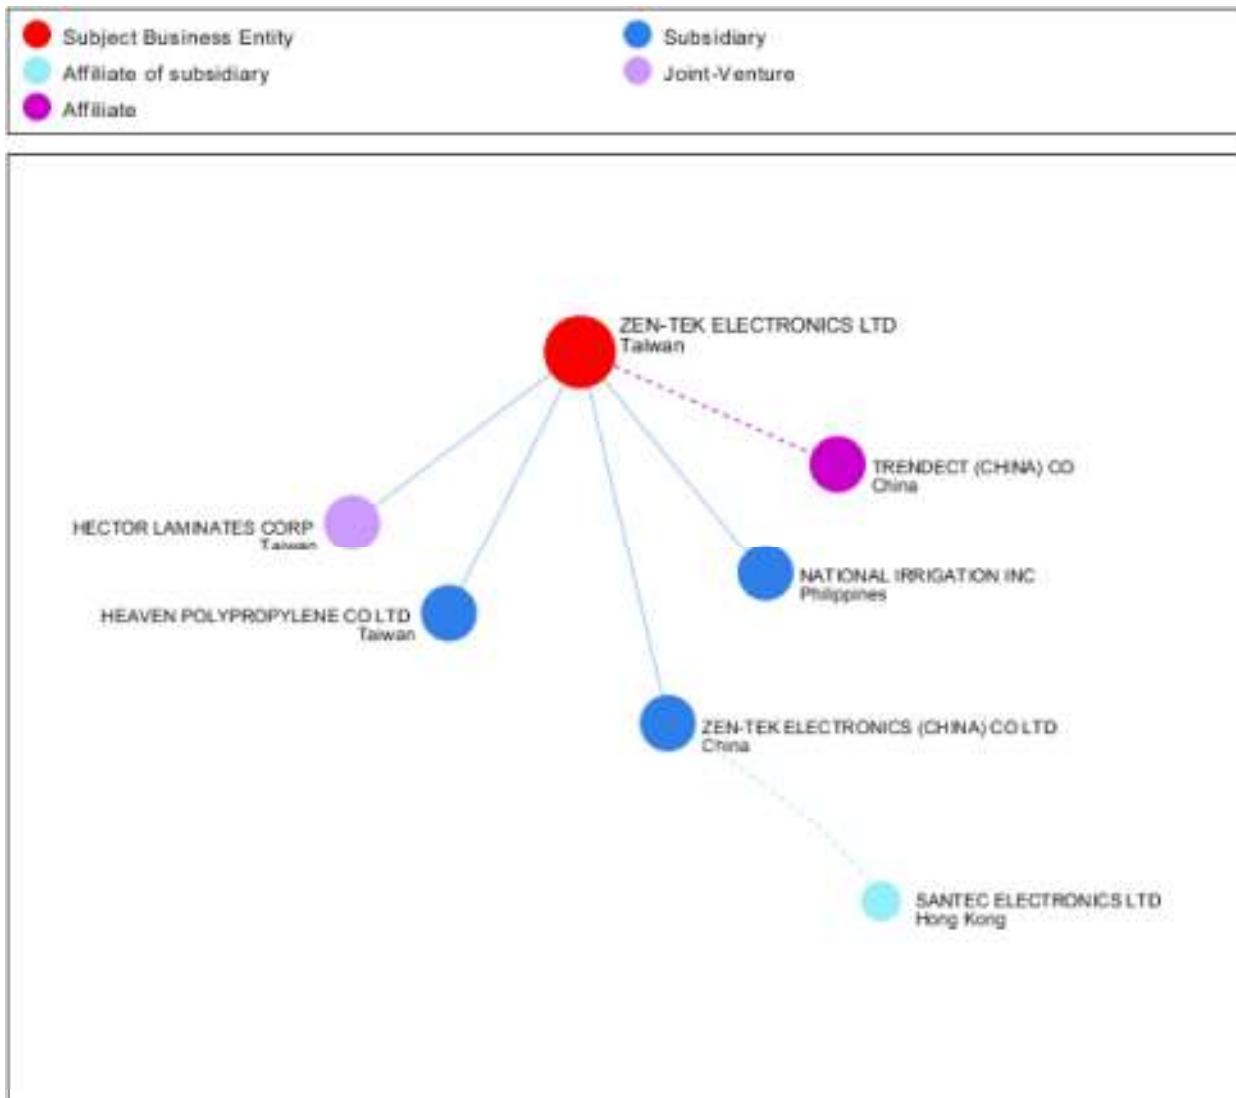 Subject Business Entity
Subsidiary
Affiliate of subsidiary
Joint-Venture
Affiliate
ZEN-TEK ELECTRONICS LTD
Taiwan
TRENDECT (CHINA) CO
China
HECTOR LAMINATES CORP
Taiwan
NATIONAL IRRIGATION INC
Philippines
HEAVEN POLYPROPYLENE CO LTD
Taiwan
ZEN-TEK ELECTRONICS (CHINA) CO LTD
China
SANTEC ELECTRONICS LTD
Hong Kong